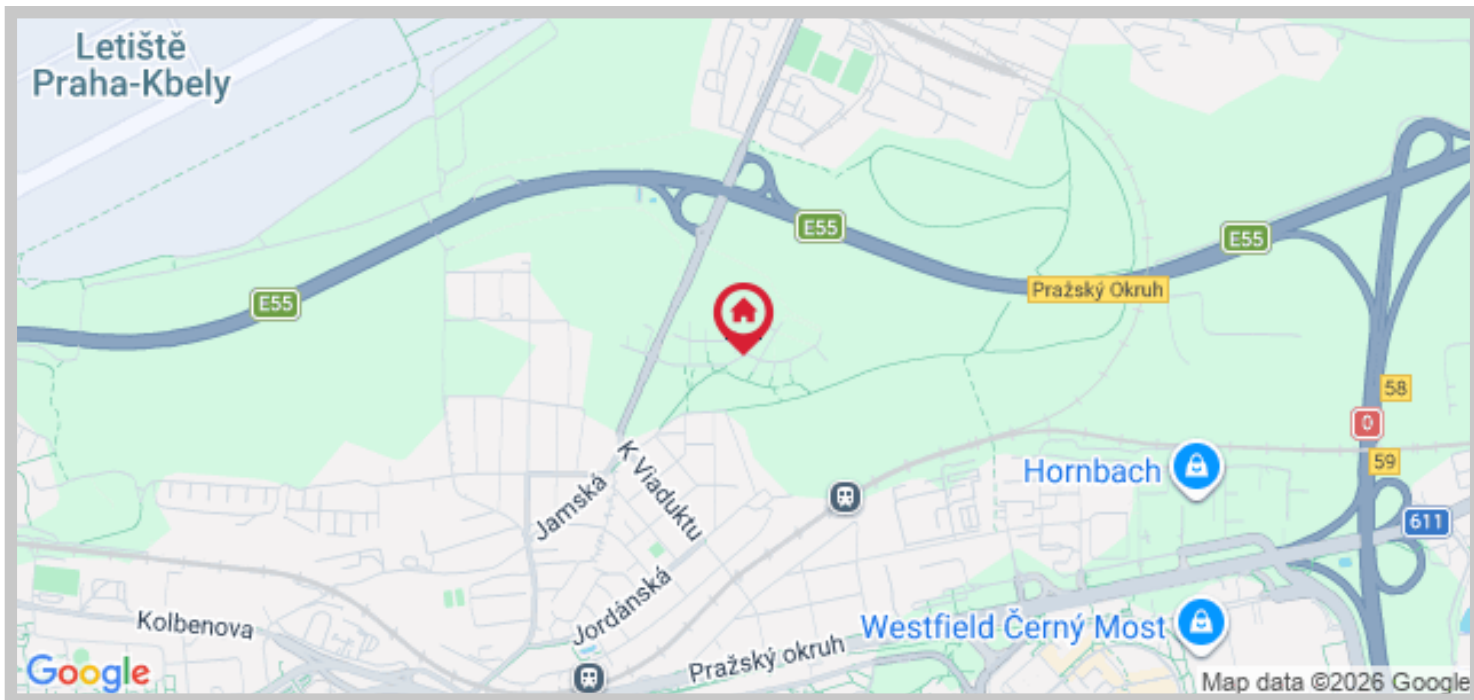 Letiště
Praha-Kbely
E55
E55
E55
Pražský Okruh
58
0
59
Hornbach
611
K Viaduktu
Jamská
Jordánská
Kolbenova
Westfield Černý Most
Pražský okruh
Google
Map data ©2026 Google